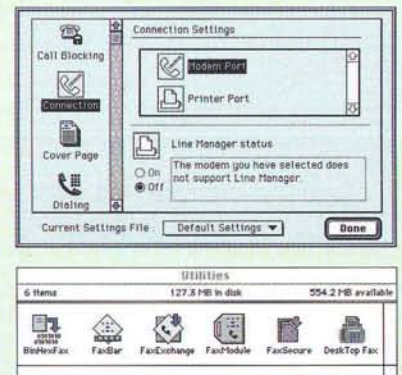 Connection Settings
Call Blocking
Modem Port
Connection
Printer Port
Cover Page
Line Manager status
On
Off
The modem you have selected does
not support Line Manager.
Dialing
Current Settings File: Default Settings
Done
Utilities
6 items 127.3 MB in disk 554.2 MB available
BinHexFax FaxBar FaxExchange FaxModule FaxSecure DeskTop Fax